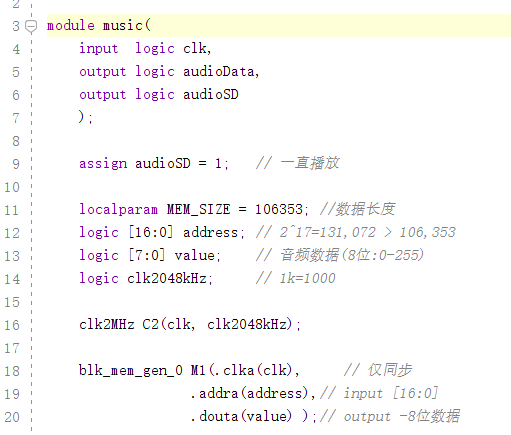 2
3 module music(
4 input logic clk,
5 output logic audioData,
6 output logic audioSD
7 );
8
9 assign audioSD = 1; // 一直播放
10
11 localparam MEM_SIZE = 106353; //数据长度
12 logic [16:0] address; // 2^17=131,072 > 106,353
13 logic [7:0] value; // 音频数据(8位:0-255)
14 logic clk2048kHz; // 1k=1000
15
16 clk2MHz C2(clk, clk2048kHz);
17
18 blk_mem_gen_0 M1(.clka(clk), // 仅同步
19 .addra(address),// input [16:0]
20 .douta(value) );// output -8位数据